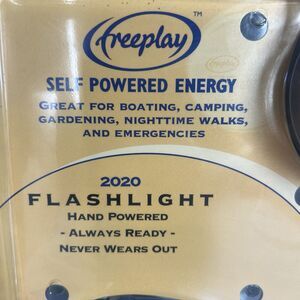 freeplay™
SELF POWERED ENERGY
GREAT FOR BOATING, CAMPING,
GARDENING, NIGHTTIME WALKS,
AND EMERGENCIES
freeplay
2020
FLASHLIGHT
HAND POWERED
- ALWAYS READY -
NEVER WEARS OUT